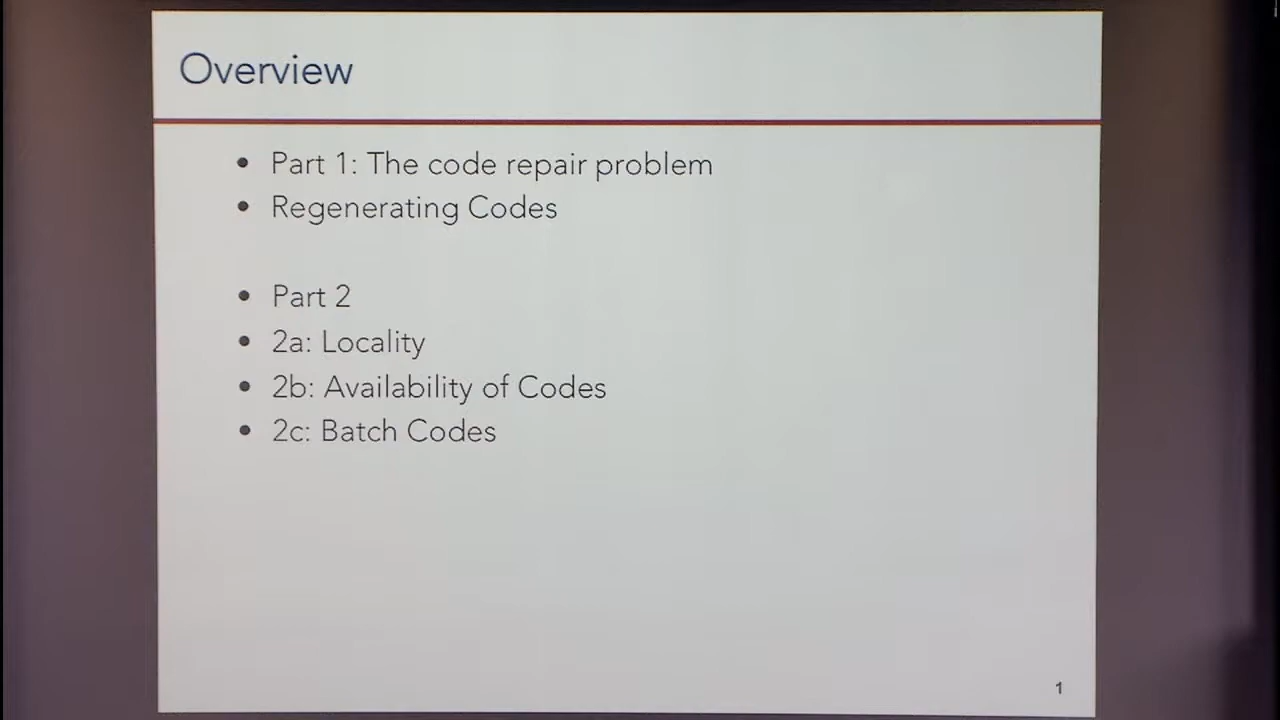 Overview
• Part 1: The code repair problem
• Regenerating Codes
• Part 2
• 2a: Locality
• 2b: Availability of Codes
• 2c: Batch Codes
1